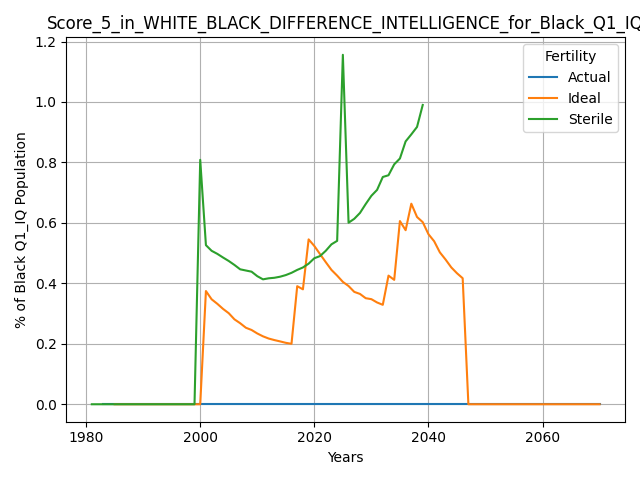 Score_5_in_WHITE_BLACK_DIFFERENCE_INTELLIGENCE_for_Black_Q1_IQ
% of Black Q1_IQ Population
1.2
1.0
0.8
0.6
0.4
0.2
0.0
Fertility
Actual
Ideal
Sterile
1980 2000 2020 2040 2060
Years